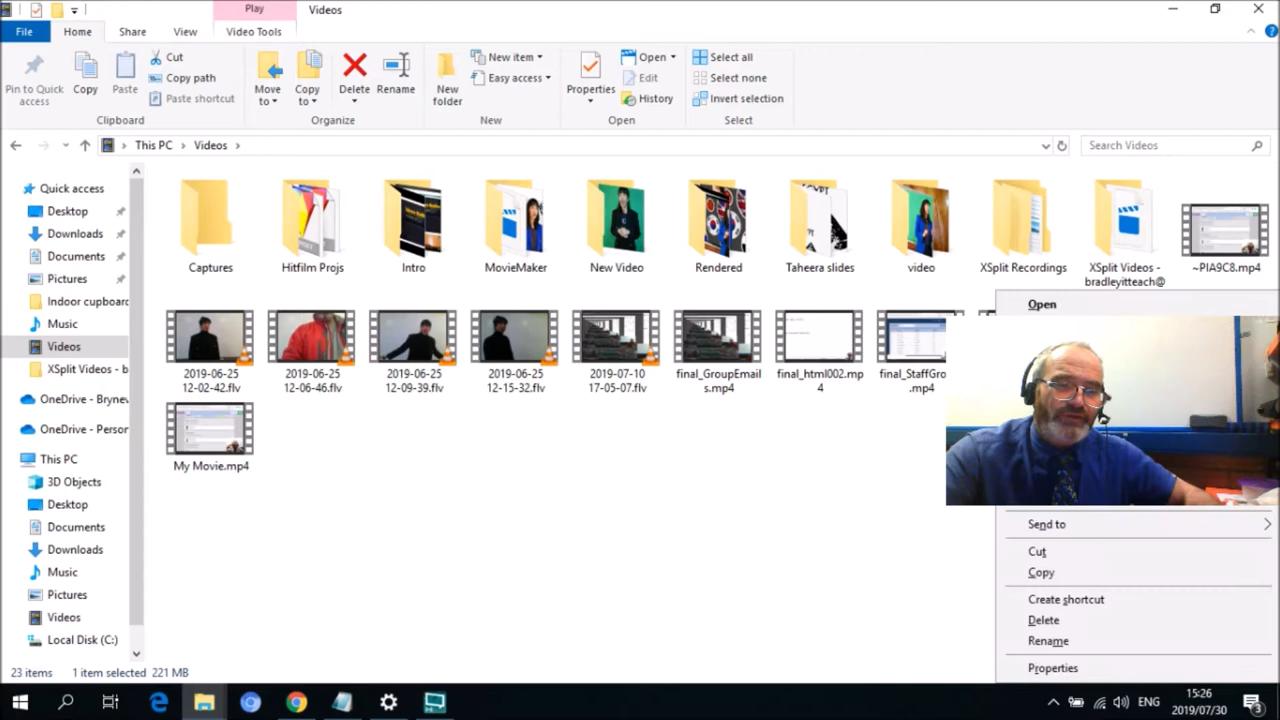 Play
Videos
File
Home
Share
View
Video Tools
Pin to Quick
access
Copy
Paste
Cut
Copy path
Paste shortcut
Clipboard
Move
to
Copy
to
Delete
Rename
Organize
New
folder
New item
Easy access
New
Properties
Open
Edit
History
Open
Select all
Select none
Invert selection
Select
This PC
Videos
Search Videos
Quick access
Desktop
Downloads
Documents
Pictures
Indoor cupboard
Music
Videos
XSplit Videos - b
OneDrive - Bryne
OneDrive - Person
This PC
3D Objects
Desktop
Documents
Downloads
Music
Pictures
Videos
Local Disk (C:)
Captures
Hitfilm Projs
Intro
MovieMaker
New Video
Rendered
Taheera slides
video
XSplit Recordings
XSplit Videos -
bradleyitteach@
~PIA9C8.mp4
2019-06-25
12-02-42.flv
2019-06-25
12-06-46.flv
2019-06-25
12-09-39.flv
2019-06-25
12-15-32.flv
2019-07-10
17-05-07.flv
final_GroupEmail
s.mp4
final_html002.mp
4
final_StaffGro
.mp4
My Movie.mp4
Open
Send to
Cut
Copy
Create shortcut
Delete
Rename
Properties
23 items
1 item selected 221 MB
ENG
15:26
2019/07/30
3